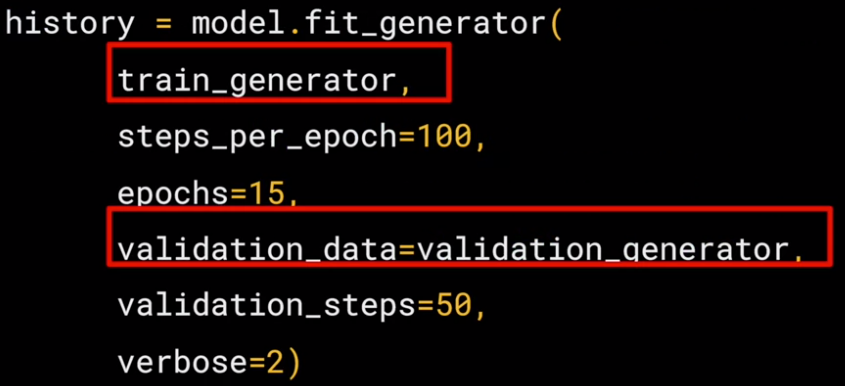 history = model.fit_generator(
train_generator,
steps_per_epoch=100,
epochs=15,
validation_data=validation_generator,
validation_steps=50,
verbose=2)